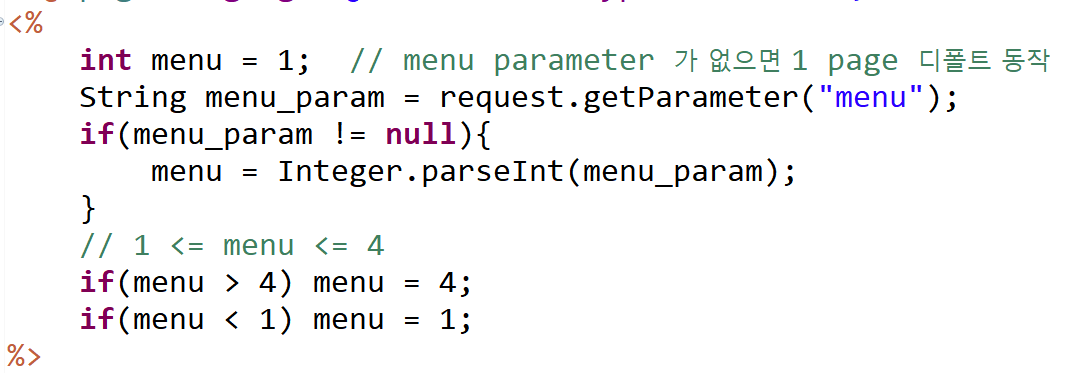 <%
int menu = 1;  // menu parameter 가 없으면 1 page 디폴트 동작
String menu_param = request.getParameter("menu");
if(menu_param != null){
menu = Integer.parseInt(menu_param);
}
// 1 <= menu <= 4
if(menu > 4) menu = 4;
if(menu < 1) menu = 1;
%>